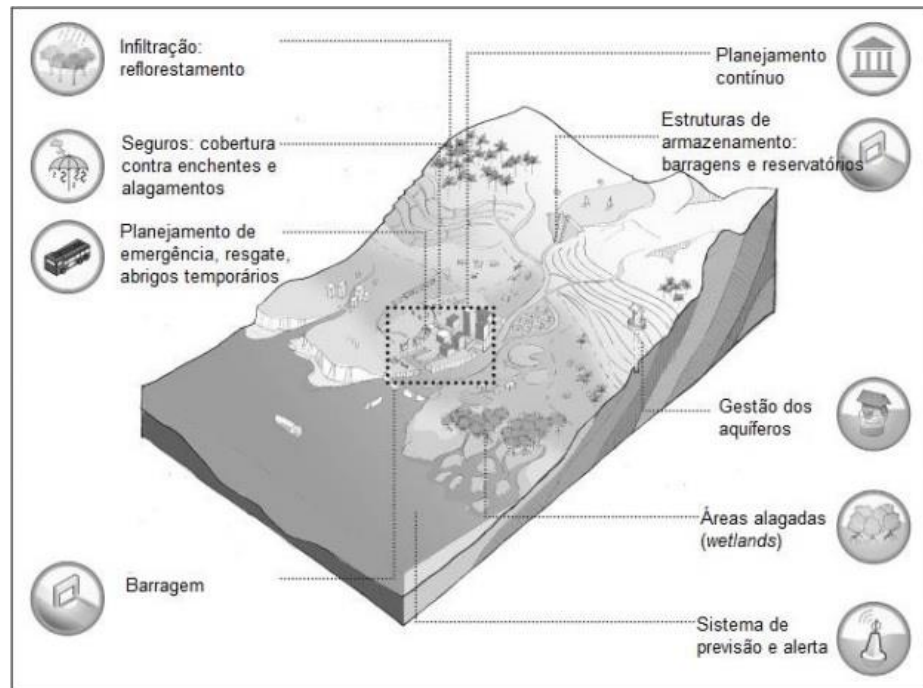 Infiltração:
reflorestamento
Seguros: cobertura
contra enchentes e
alagamentos
Planejamento de
emergência, resgate,
abrigos temporários
Barragem
Planejamento
contínuo
Estruturas de
armazenamento:
barragens e reservatórios
Gestão dos
aquíferos
Áreas alagadas
(wetlands)
Sistema de
previsão e alerta